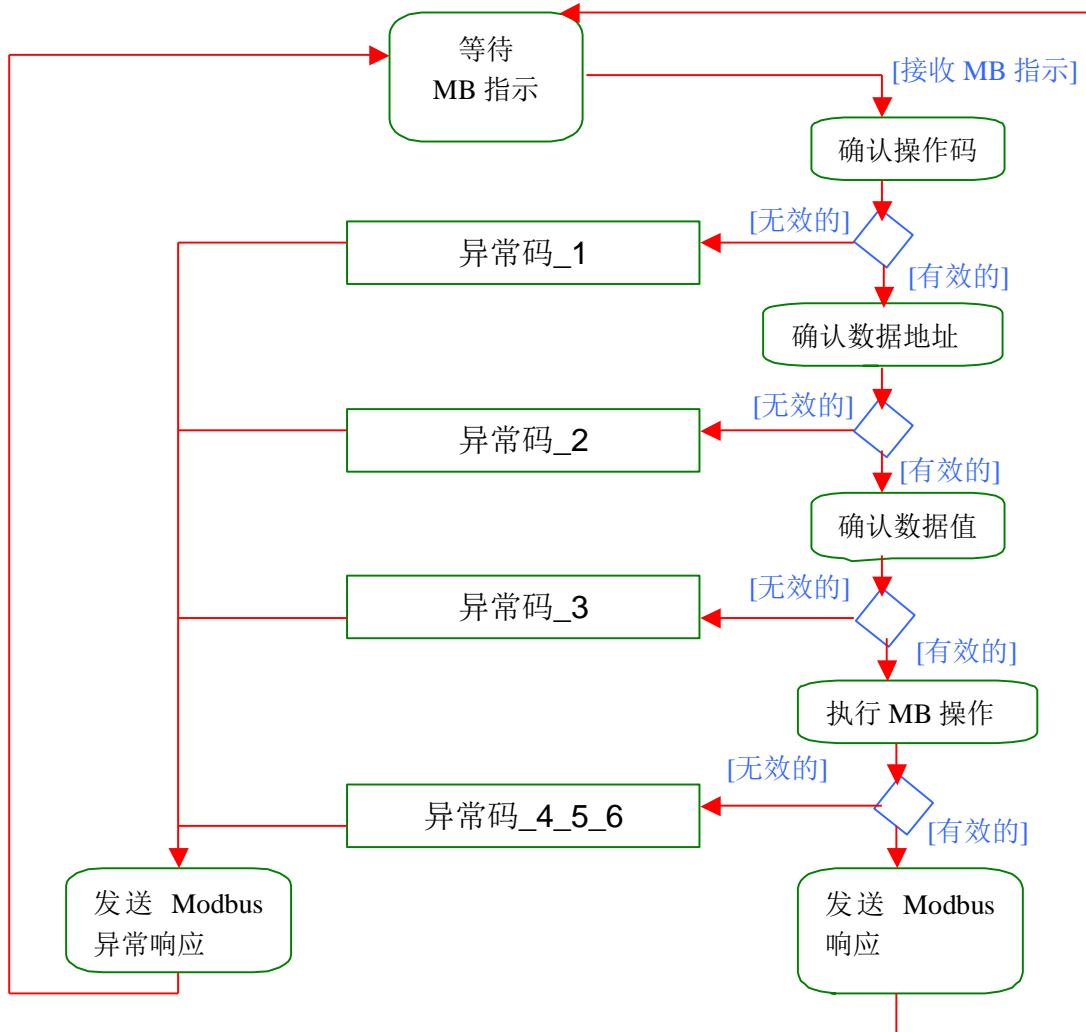 等待
MB 指示
[接收 MB 指示]
确认操作码
[无效的]
异常码_1
[有效的]
确认数据地址
[无效的]
异常码_2
[有效的]
确认数据值
[无效的]
异常码_3
[有效的]
执行 MB 操作
[无效的]
异常码_4_5_6
[有效的]
发送 Modbus
异常响应
发送 Modbus
响应